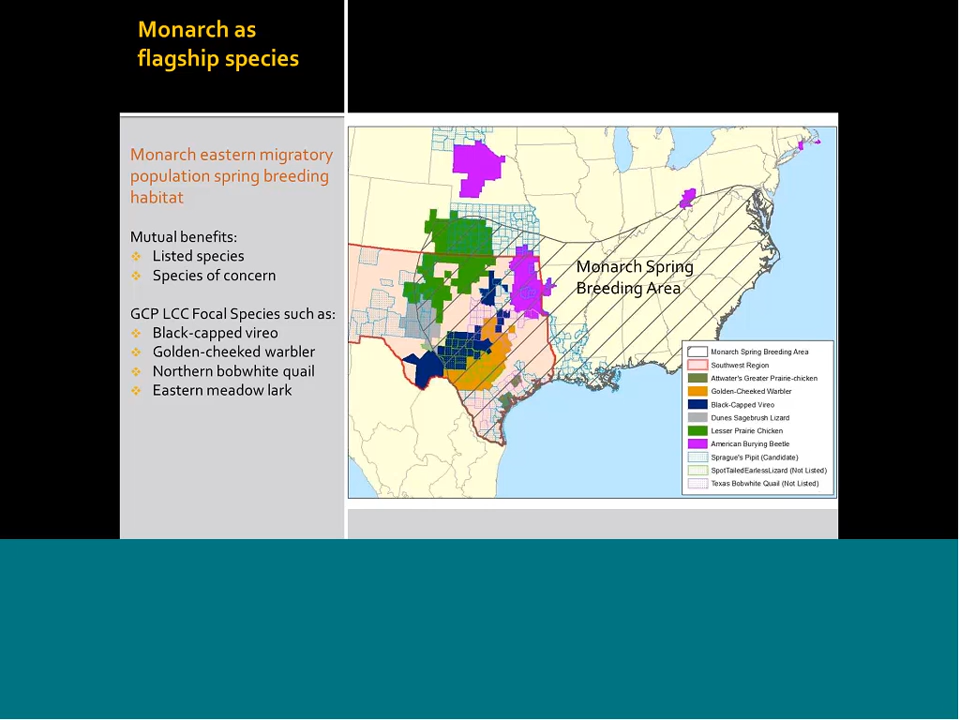 Monarch as
flagship species
Monarch eastern migratory
population spring breeding
habitat
Mutual benefits:
Listed species
Species of concern
GCP LCC Focal Species such as:
Black-capped vireo
Golden-cheeked warbler
Northern bobwhite quail
Eastern meadow lark
Monarch Spring
Breeding Area
Monarch Spring Breeding Area
Southwest Region
Attwater's Greater Prairie-chicken
Golden-Cheeked Warbler
Black-Capped Vireo
Dunes Sagebrush Lizard
Lesser Prairie Chicken
American Burying Beetle
Sprague's Pipit (Candidate)
SpotTailedEarlessLizard (Not Listed)
Texas Bobwhite Quail (Not Listed)